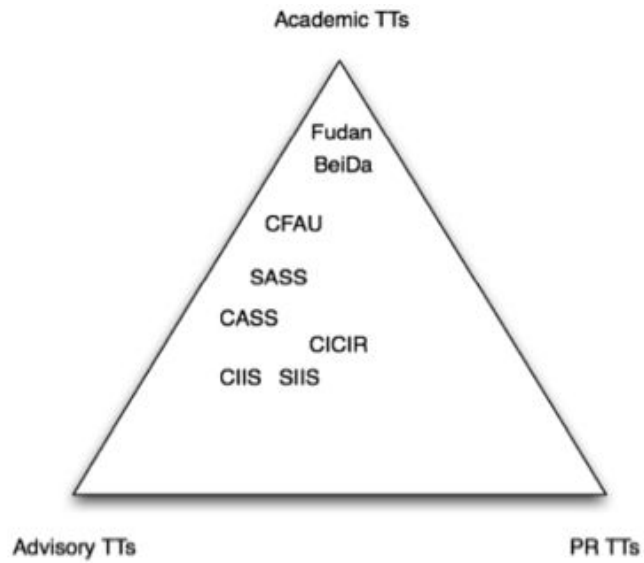 Academic TTs
Fudan
BeiDa
CFAU
SASS
CASS
CICIR
CIIS SIIS
Advisory TTs PR TTs